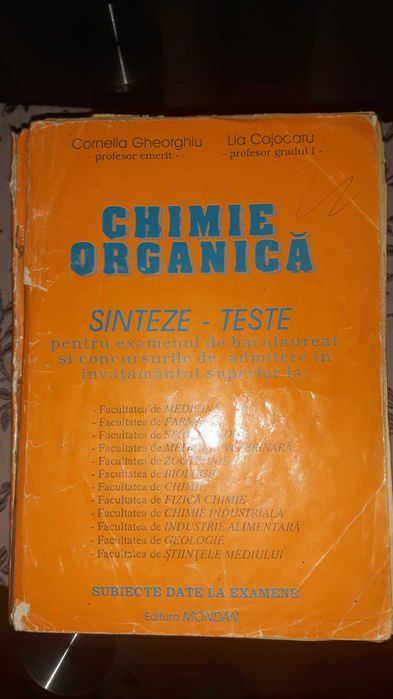 Cornelia Gheorghiu Lia Cojocaru
- profesor emerit - - profesor gradul I -
CHIMIE
ORGANICĂ
SINTEZE - TESTE
pentru examenul de bacalaureat
şi concursurile de admitere în
învăţământul superior la:
- Facultatea de MEDICINĂ
- Facultatea de
- Facultatea de
- Facultatea de VETERINARĂ
- Facultatea de ZOOTEHNIE
- Facultatea de BIOLOGIE
- Facultatea de CHIMIE
- Facultatea de FIZICĂ CHIMIE
- Facultatea de CHIMIE INDUSTRIALĂ
- Facultatea de INDUSTRIE ALIMENTARĂ
- Facultatea de GEOLOGIE
- Facultatea de ŞTIINŢELE MEDIULUI
SUBIECTE DATE LA EXAMENE
Editura MONDAN